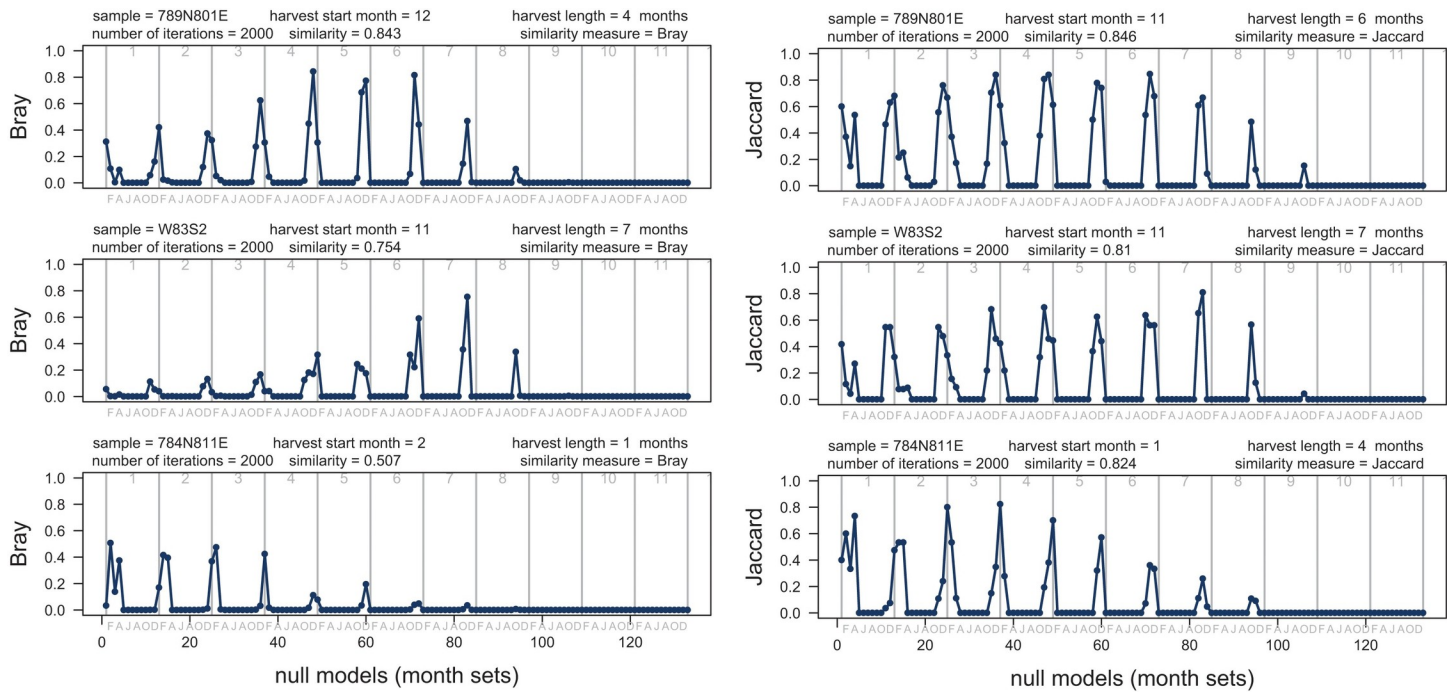 sample = 789N801E harvest start month = 12 harvest length = 4 months
number of iterations = 2000 similarity = 0.843 similarity measure = Bray
1 2 3 4 5 6 7 8 9 10 11
Bray
1.0
0.8
0.6
0.4
0.2
0.0
F A J A O D F A J A O D F A J A O D F A J A O D F A J A O D F A J A O D F A J A O D F A J A O D F A J A O D F A J A O D F A J A O D
sample = W83S2 harvest start month = 11 harvest length = 7 months
number of iterations = 2000 similarity = 0.754 similarity measure = Bray
1 2 3 4 5 6 7 8 9 10 11
Bray
1.0
0.8
0.6
0.4
0.2
0.0
F A J A O D F A J A O D F A J A O D F A J A O D F A J A O D F A J A O D F A J A O D F A J A O D F A J A O D F A J A O D F A J A O D
sample = 784N811E harvest start month = 2 harvest length = 1 months
number of iterations = 2000 similarity = 0.507 similarity measure = Bray
1 2 3 4 5 6 7 8 9 10 11
Bray
1.0
0.8
0.6
0.4
0.2
0.0
F A J A O D F A J A O D F A J A O D F A J A O D F A J A O D F A J A O D F A J A O D F A J A O D F A J A O D F A J A O D F A J A O D
0 20 40 60 80 100 120
null models (month sets)
sample = 789N801E harvest start month = 11 harvest length = 6 months
number of iterations = 2000 similarity = 0.846 similarity measure = Jaccard
1 2 3 4 5 6 7 8 9 10 11
Jaccard
1.0
0.8
0.6
0.4
0.2
0.0
F A J A O D F A J A O D F A J A O D F A J A O D F A J A O D F A J A O D F A J A O D F A J A O D F A J A O D F A J A O D F A J A O D
sample = W83S2 harvest start month = 11 harvest length = 7 months
number of iterations = 2000 similarity = 0.81 similarity measure = Jaccard
1 2 3 4 5 6 7 8 9 10 11
Jaccard
1.0
0.8
0.6
0.4
0.2
0.0
F A J A O D F A J A O D F A J A O D F A J A O D F A J A O D F A J A O D F A J A O D F A J A O D F A J A O D F A J A O D F A J A O D
sample = 784N811E harvest start month = 1 harvest length = 4 months
number of iterations = 2000 similarity = 0.824 similarity measure = Jaccard
1 2 3 4 5 6 7 8 9 10 11
Jaccard
1.0
0.8
0.6
0.4
0.2
0.0
F A J A O D F A J A O D F A J A O D F A J A O D F A J A O D F A J A O D F A J A O D F A J A O D F A J A O D F A J A O D F A J A O D
0 20 40 60 80 100 120
null models (month sets)